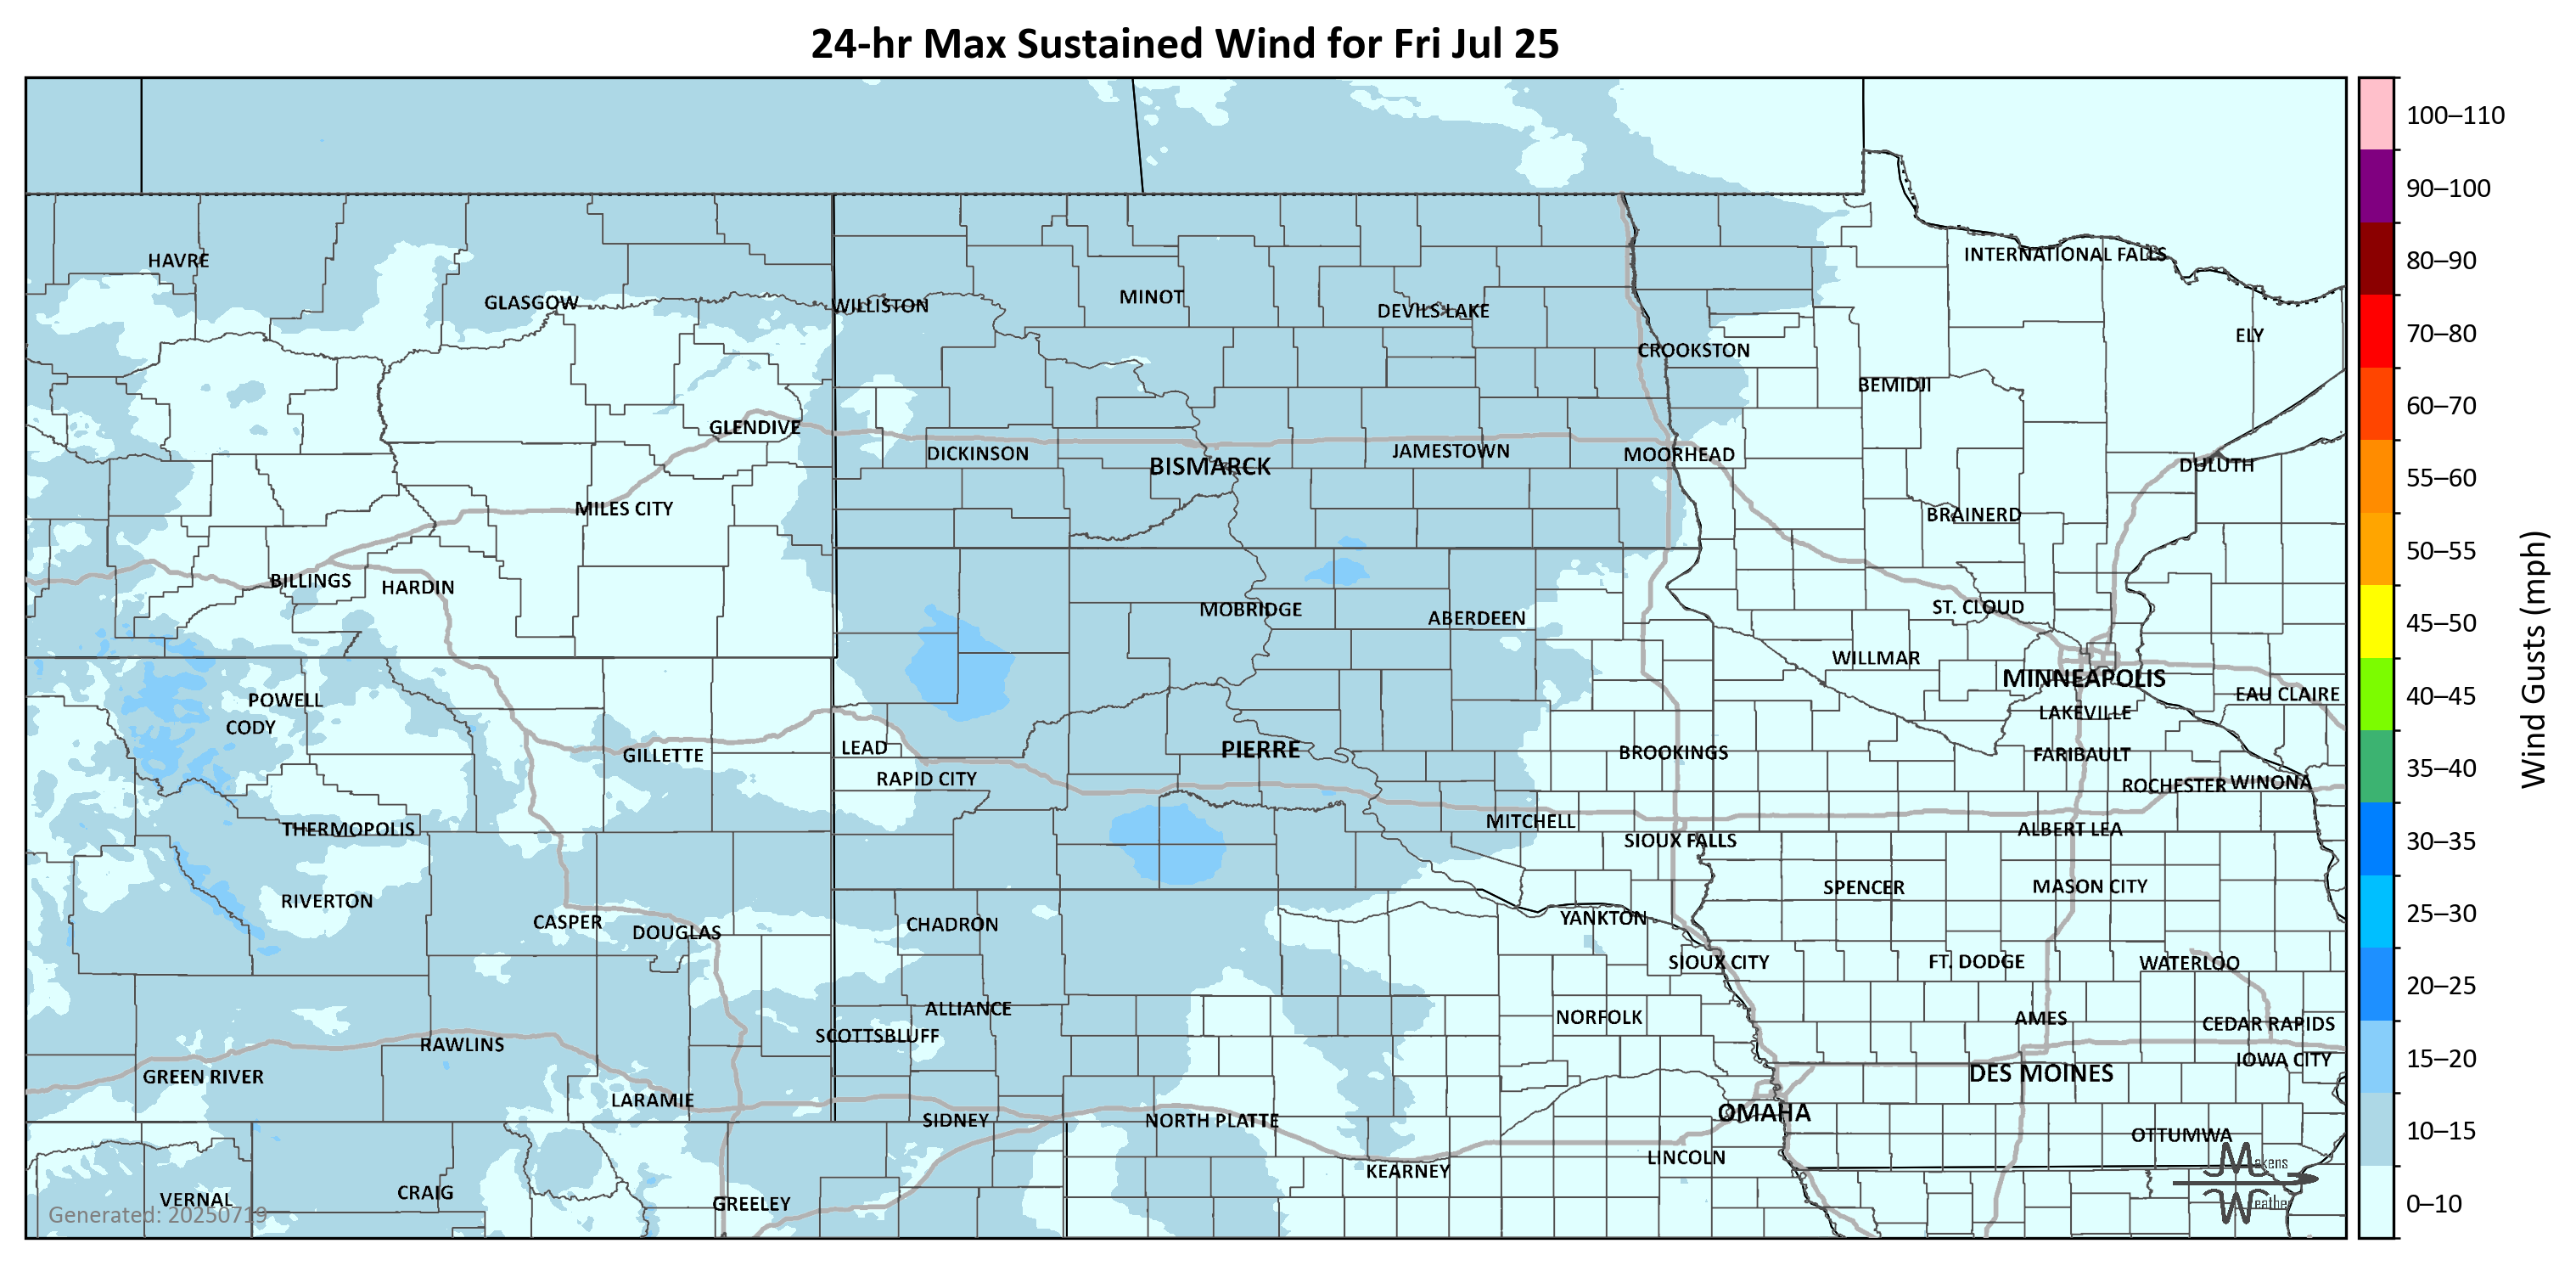 24-hr Max Sustained Wind for Fri Jul 25
100–110
90–100
80–90
70–80
60–70
55–60
50–55
45–50
40–45
35–40
30–35
25–30
20–25
15–20
10–15
0–10
Wind Gusts (mph)
HAVRE
INTERNATIONAL FALLS
GLASGOW
WILLISTON
MINOT
DEVILS LAKE
ELY
CROOKSTON
BEMIDJI
GLENDIVE
DICKINSON
BISMARCK
JAMESTOWN
MOORHEAD
DULUTH
MILES CITY
BRAINERD
BILLINGS
HARDIN
MOBRIDGE
ABERDEEN
ST. CLOUD
WILLMAR
MINNEAPOLIS
POWELL
EAU CLAIRE
CODY
LAKEVILLE
GILLETTE
LEAD
PIERRE
BROOKINGS
FARIBAULT
RAPID CITY
ROCHESTER
WINONA
THERMOPOLIS
MITCHELL
ALBERT LEA
SIOUX FALLS
SPENCER
MASON CITY
RIVERTON
CASPER
DOUGLAS
CHADRON
YANKTON
SIOUX CITY
FT. DODGE
WATERLOO
ALLIANCE
NORFOLK
AMES
CEDAR RAPIDS
SCOTTSBLUFF
RAWLINS
IOWA CITY
GREEN RIVER
DES MOINES
LARAMIE
SIDNEY
NORTH PLATTE
OMAHA
OTTUMWA
KEARNEY
LINCOLN
VERNAL
CRAIG
GREELEY
Generated: 20250719
Makens
Weather